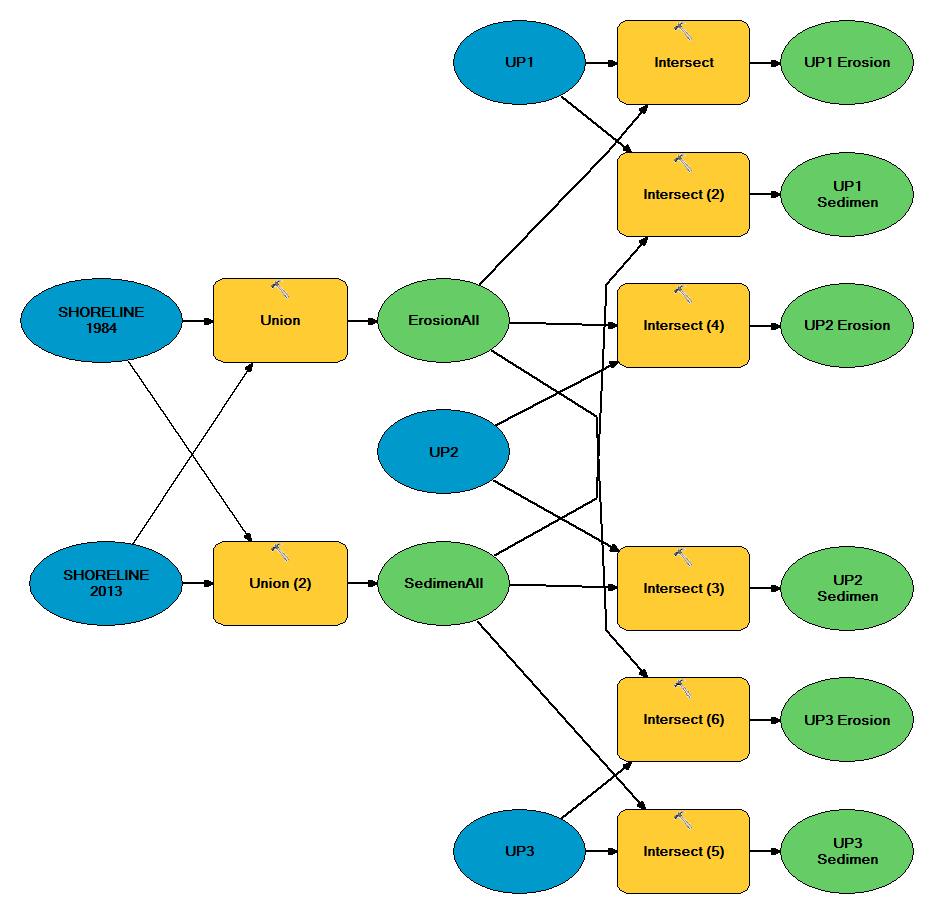 UP1
Intersect
UP1 Erosion
Intersect (2)
UP1
Sedimen
SHORELINE
1984
Union
ErosionAll
Intersect (4)
UP2 Erosion
UP2
SHORELINE
2013
Union (2)
SedimenAll
Intersect (3)
UP2
Sedimen
Intersect (6)
UP3 Erosion
UP3
Intersect (5)
UP3
Sedimen